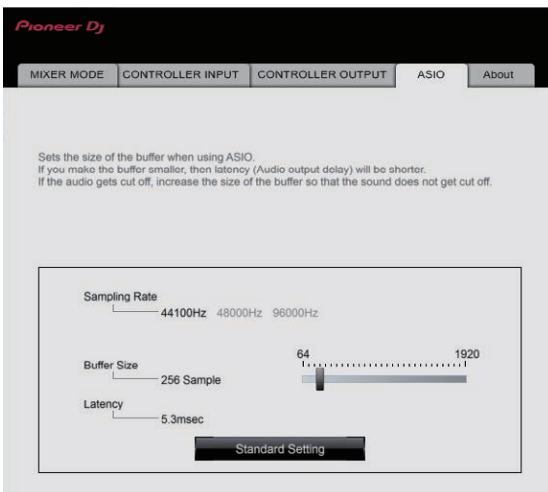 Pioneer Dj
MIXER MODE CONTROLLER INPUT CONTROLLER OUTPUT ASIO About
Sets the size of the buffer when using ASIO.
If you make the buffer smaller, then latency (Audio output delay) will be shorter.
If the audio gets cut off, increase the size of the buffer so that the sound does not get cut off.
Sampling Rate
44100Hz 48000Hz 96000Hz
64 1920
Buffer Size
256 Sample
Latency
5.3msec
Standard Setting